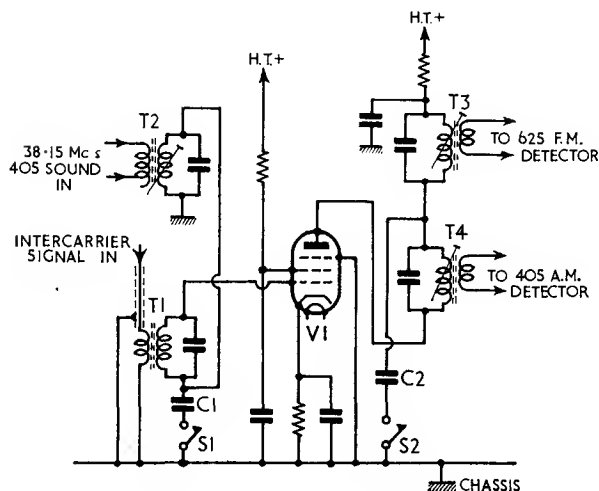 H.T.+
H.T.+
T2
T3
38·15 Mc s
405 SOUND
IN
TO 625 F.M.
DETECTOR
INTERCARRIER
SIGNAL IN
T4
TO 405 A.M.
DETECTOR
T1
V1
C1
C2
S1
S2
CHASSIS